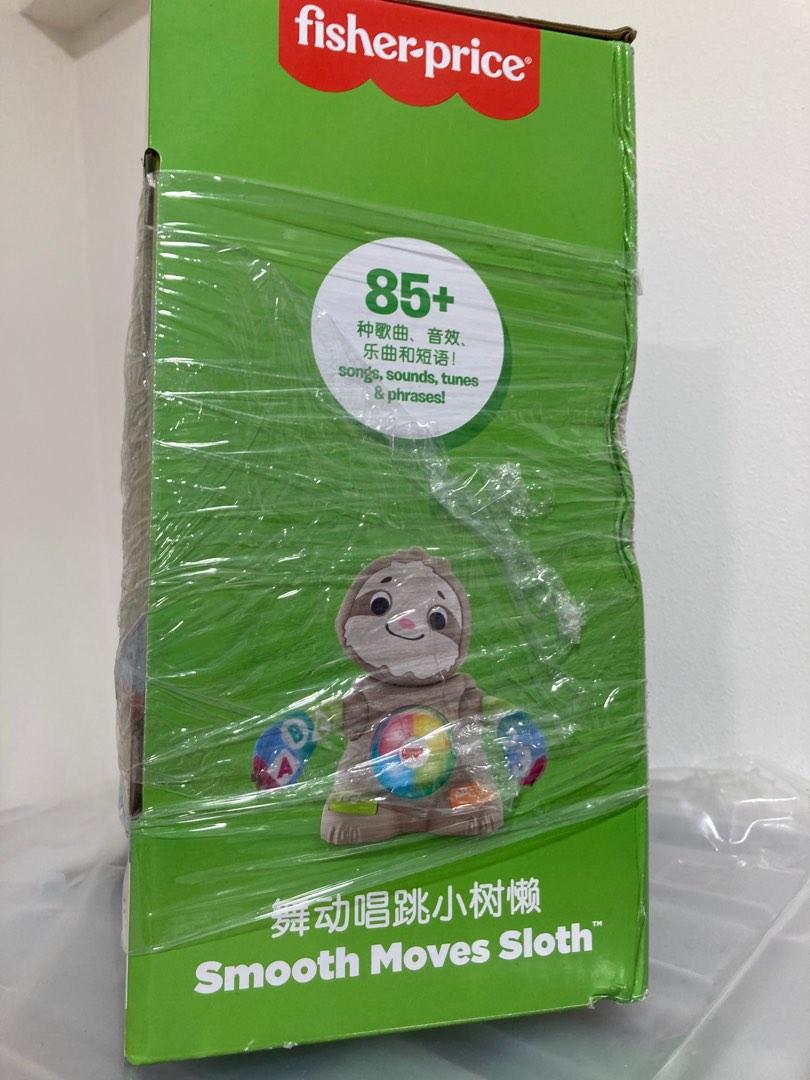 fisher-price®
85+
种歌曲、音效、
乐曲和短语!
songs, sounds, tunes
& phrases!
B
A
舞动唱跳小树懒
Smooth Moves Sloth™